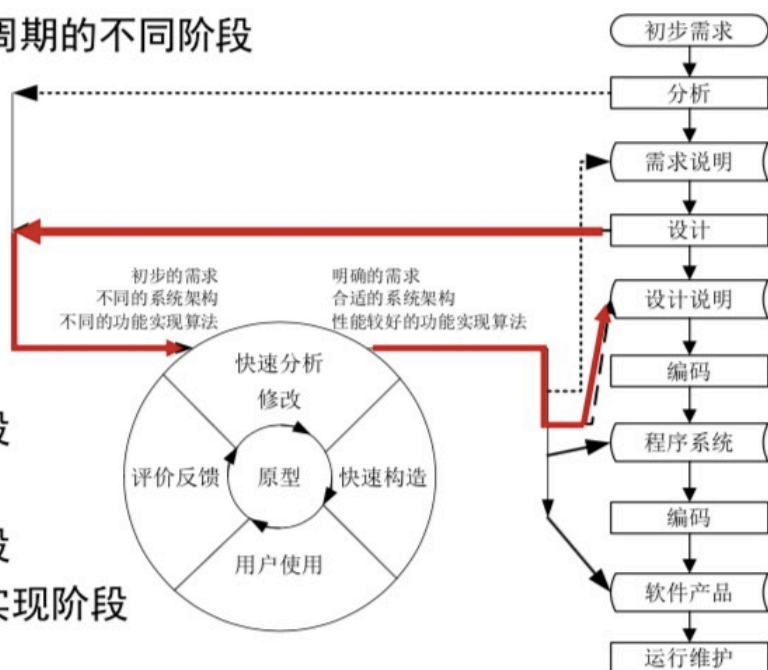 周期的不同阶段
初步需求
分析
需求说明
设计
初步的需求
不同的系统架构
不同的功能实现算法
明确的需求
合适的系统架构
性能较好的功能实现算法
设计说明
快速分析
修改
编码
段
评价反馈
原型
快速构造
程序系统
编码
段
用户使用
实现阶段
软件产品
运行维护